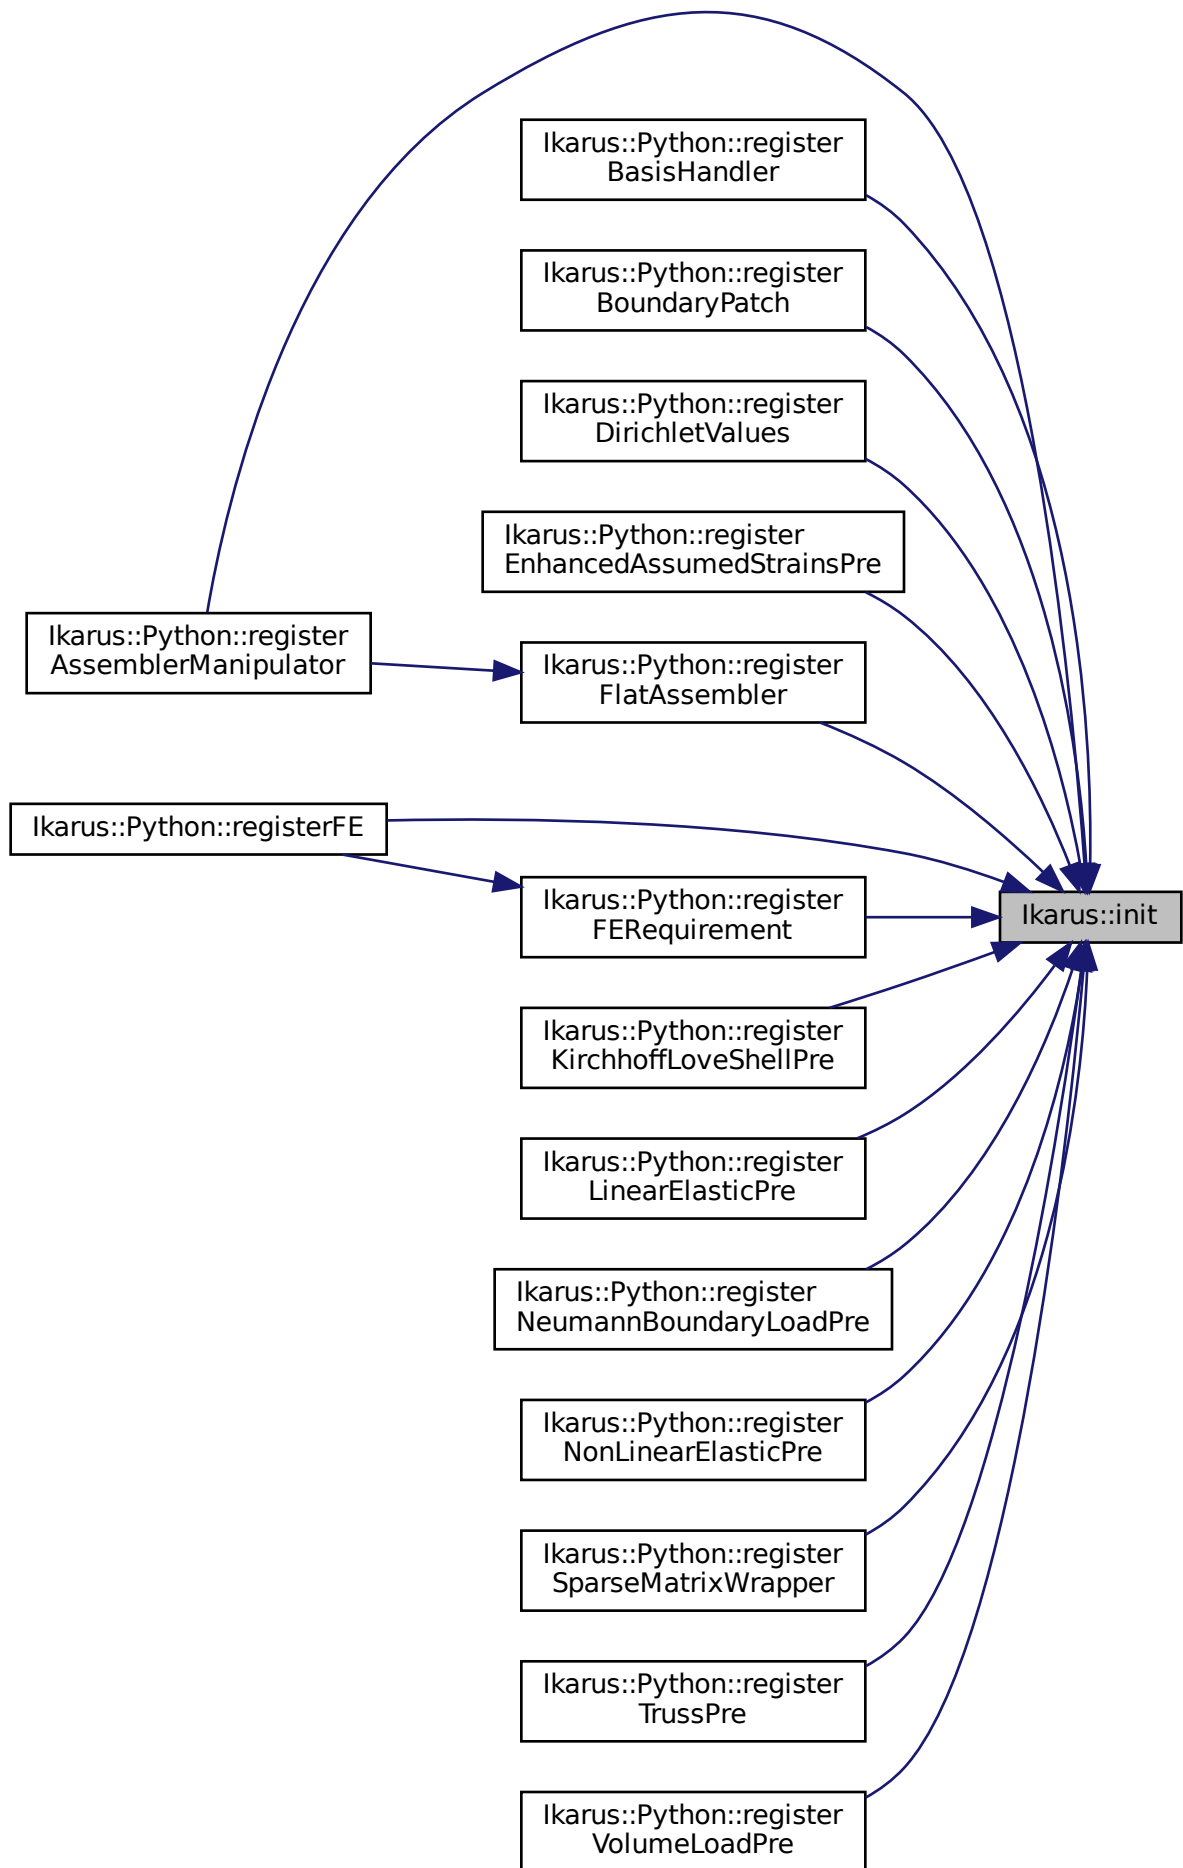 Ikarus::Python::register
BasisHandler
Ikarus::Python::register
BoundaryPatch
Ikarus::Python::register
DirichletValues
Ikarus::Python::register
EnhancedAssumedStrainsPre
Ikarus::Python::register
AssemblerManipulator
Ikarus::Python::register
FlatAssembler
Ikarus::Python::registerFE
Ikarus::Python::register
FERequirement
Ikarus::init
Ikarus::Python::register
KirchhoffLoveShellPre
Ikarus::Python::register
LinearElasticPre
Ikarus::Python::register
NeumannBoundaryLoadPre
Ikarus::Python::register
NonLinearElasticPre
Ikarus::Python::register
SparseMatrixWrapper
Ikarus::Python::register
TrussPre
Ikarus::Python::register
VolumeLoadPre